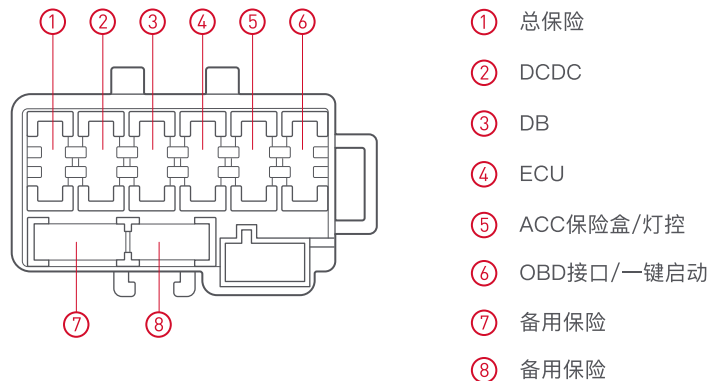 ① ② ③ ④ ⑤ ⑥
⑦ ⑧
① 总保险
② DCDC
③ DB
④ ECU
⑤ ACC保险盒/灯控
⑥ OBD接口/一键启动
⑦ 备用保险
⑧ 备用保险